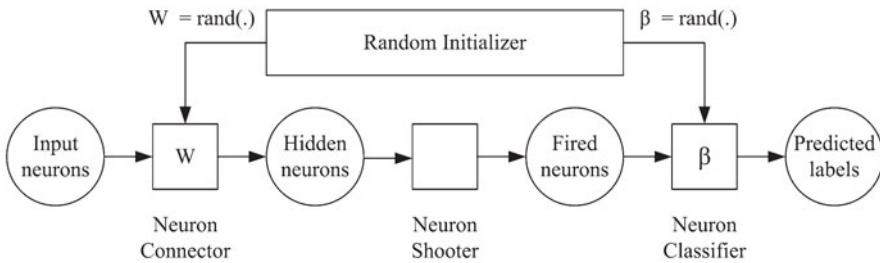 W = rand(.)
Random Initializer
β = rand(.)
Input
neurons
W
Hidden
neurons
Fired
neurons
β
Predicted
labels
Neuron
Connector
Neuron
Shooter
Neuron
Classifier